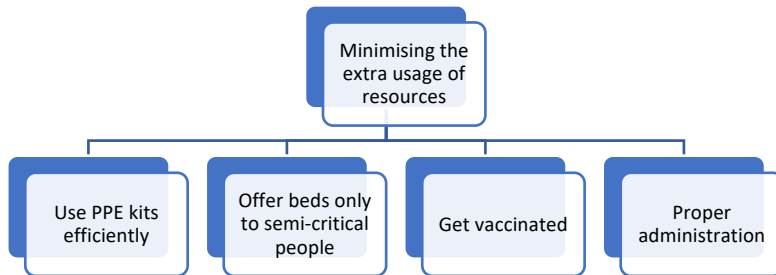 Minimising the
extra usage of
resources
Use PPE kits
efficiently
Offer beds only
to semi-critical
people
Get vaccinated
Proper
administration